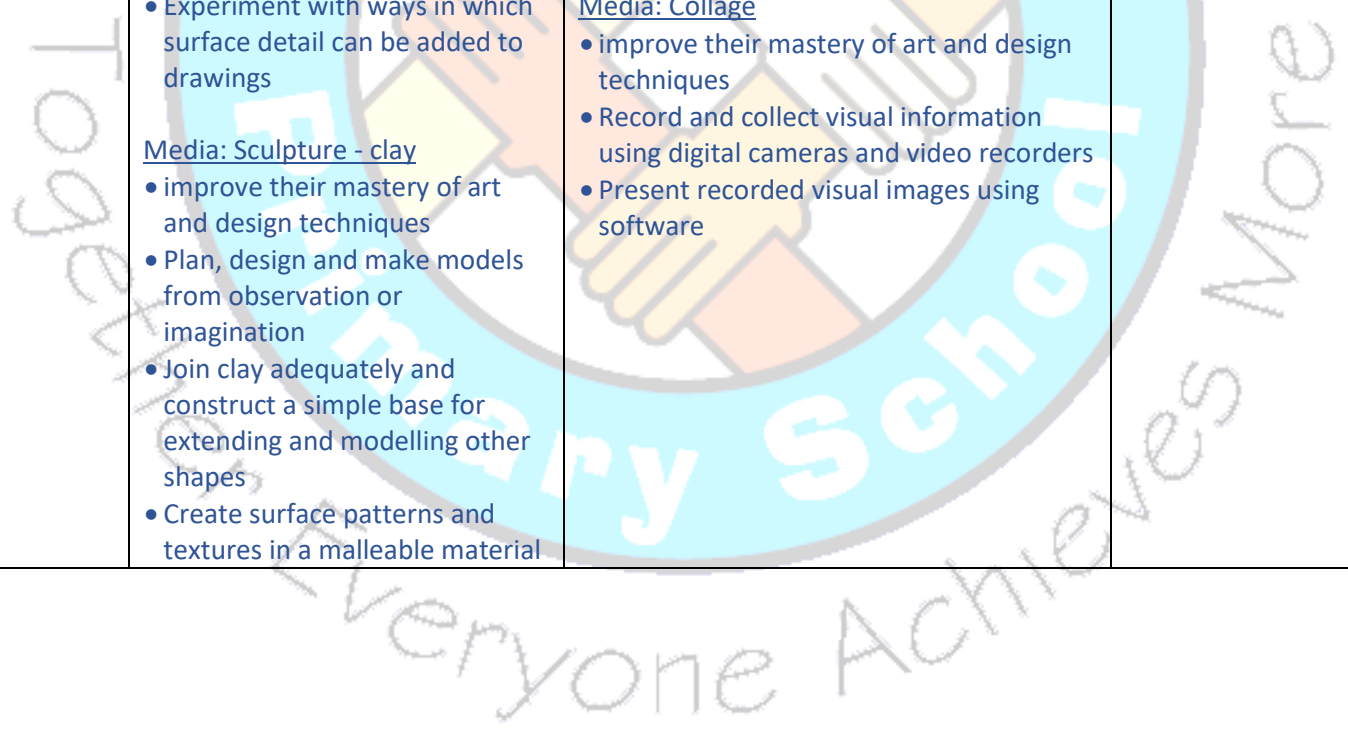 • Experiment with ways in which
surface detail can be added to
drawings
Media: Sculpture - clay
• improve their mastery of art
and design techniques
• Plan, design and make models
from observation or
imagination
• Join clay adequately and
construct a simple base for
extending and modelling other
shapes
• Create surface patterns and
textures in a malleable material
Media: Collage
• improve their mastery of art and design
techniques
• Record and collect visual information
using digital cameras and video recorders
• Present recorded visual images using
software
Primary School
Together Everyone Achieves More